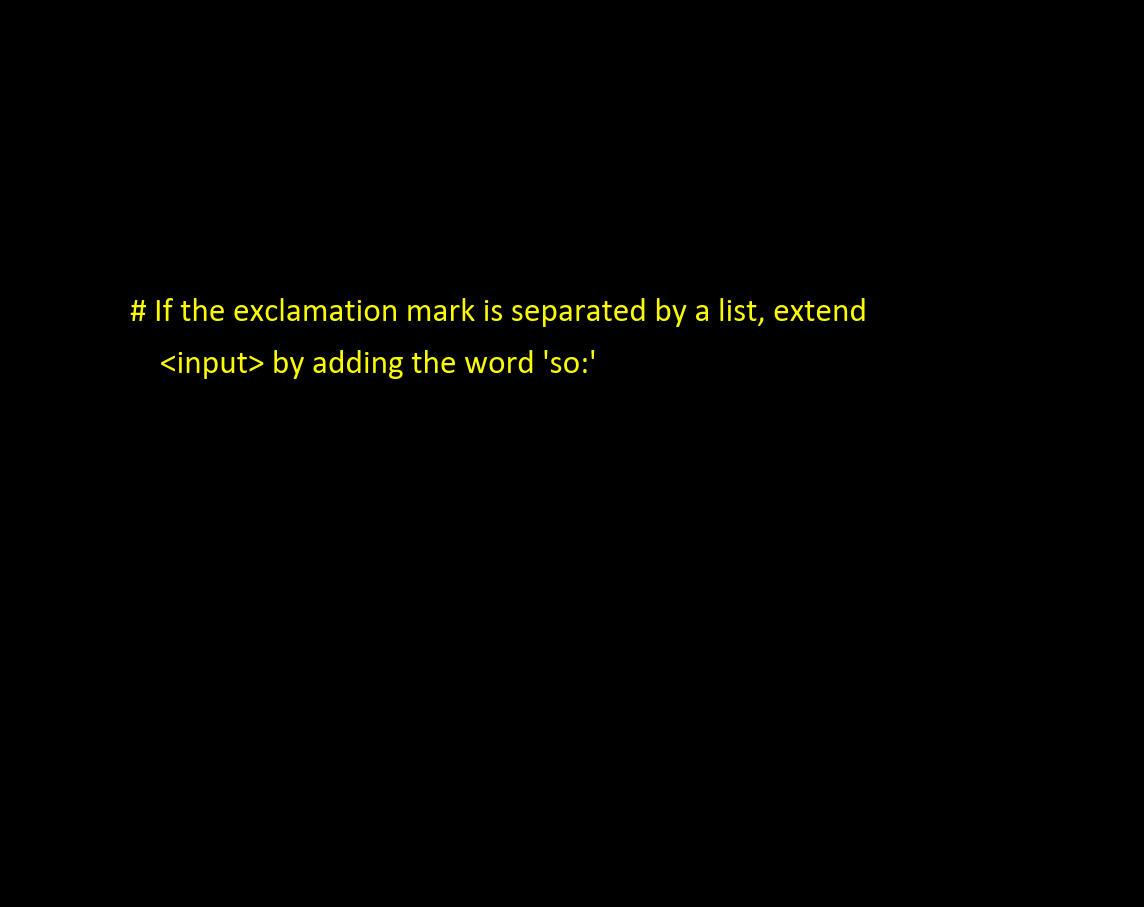 # If the exclamation mark is separated by a list, extend
<input> by adding the word 'so:'